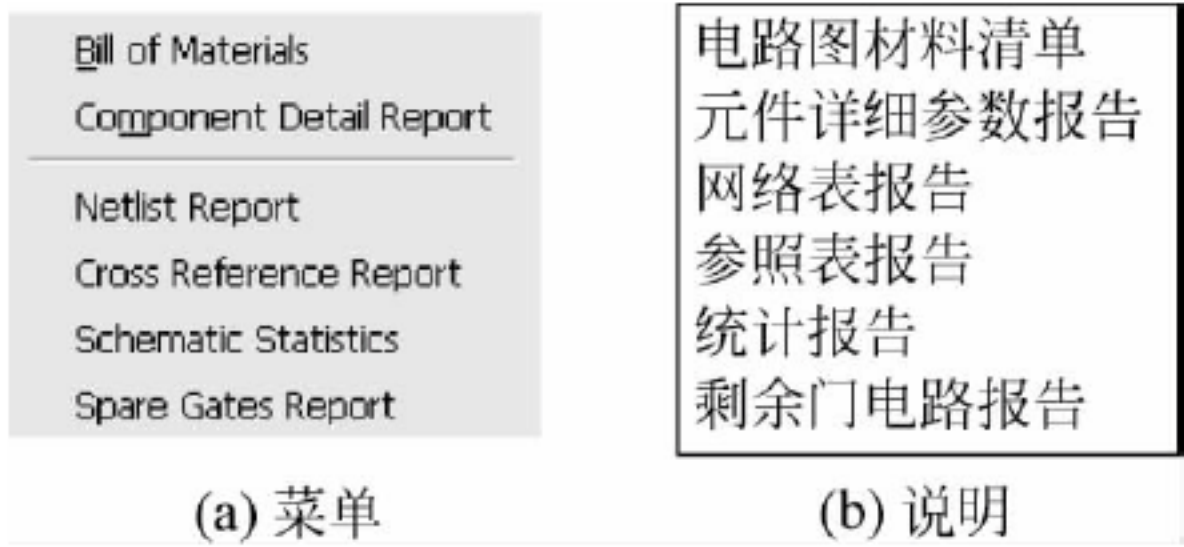 Bill of Materials
Component Detail Report
Netlist Report
Cross Reference Report
Schematic Statistics
Spare Gates Report
(a) 菜单
电路图材料清单
元件详细参数报告
网络表报告
参照表报告
统计报告
剩余门电路报告
(b) 说明